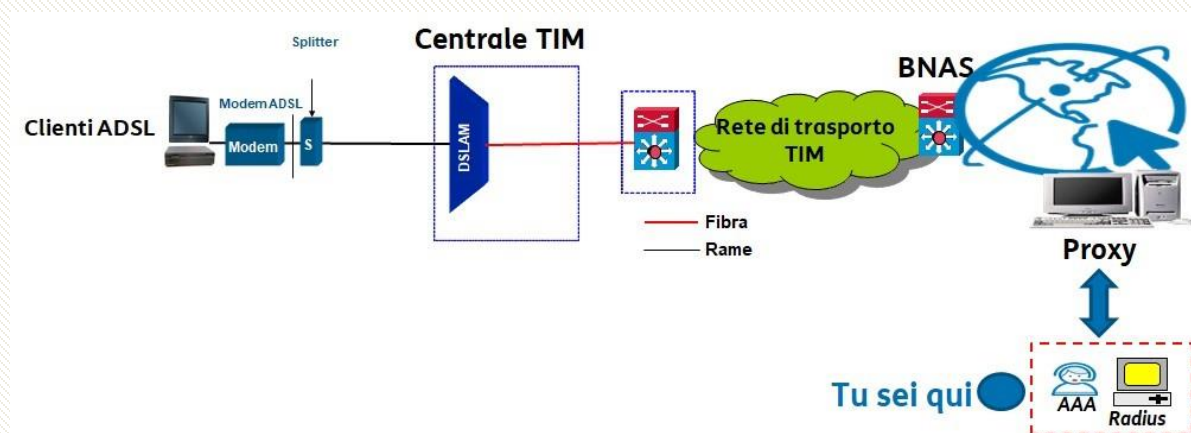 Splitter
Centrale TIM
BNAS
Modem ADSL
Clienti ADSL
Modem
S
DSLAM
Rete di trasporto
TIM
Fibra
Rame
Proxy
Tu sei qui
AAA
Radius